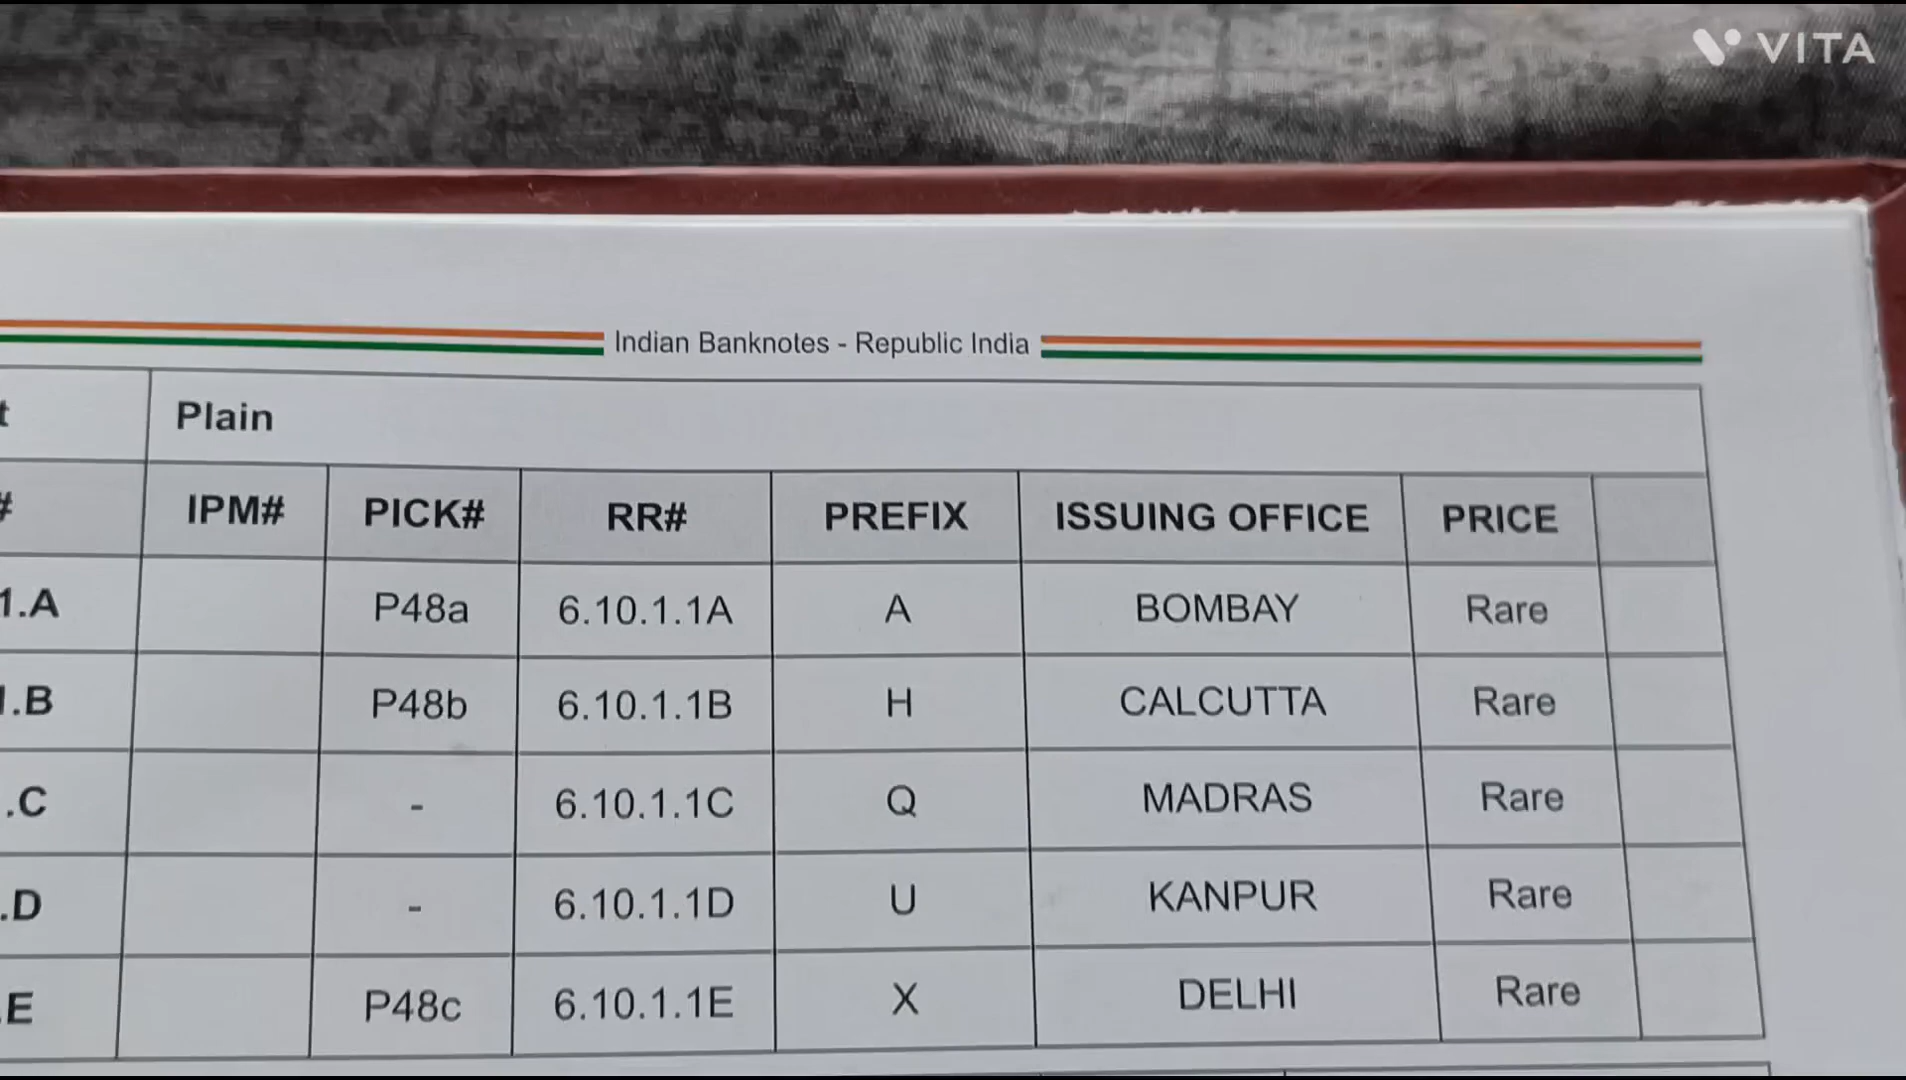 VITA
Indian Banknotes - Republic India
t Plain
# IPM# PICK# RR# PREFIX ISSUING OFFICE PRICE
1.A P48a 6.10.1.1A A BOMBAY Rare
.B P48b 6.10.1.1B H CALCUTTA Rare
.C - 6.10.1.1C Q MADRAS Rare
.D - 6.10.1.1D U KANPUR Rare
.E P48c 6.10.1.1E X DELHI Rare